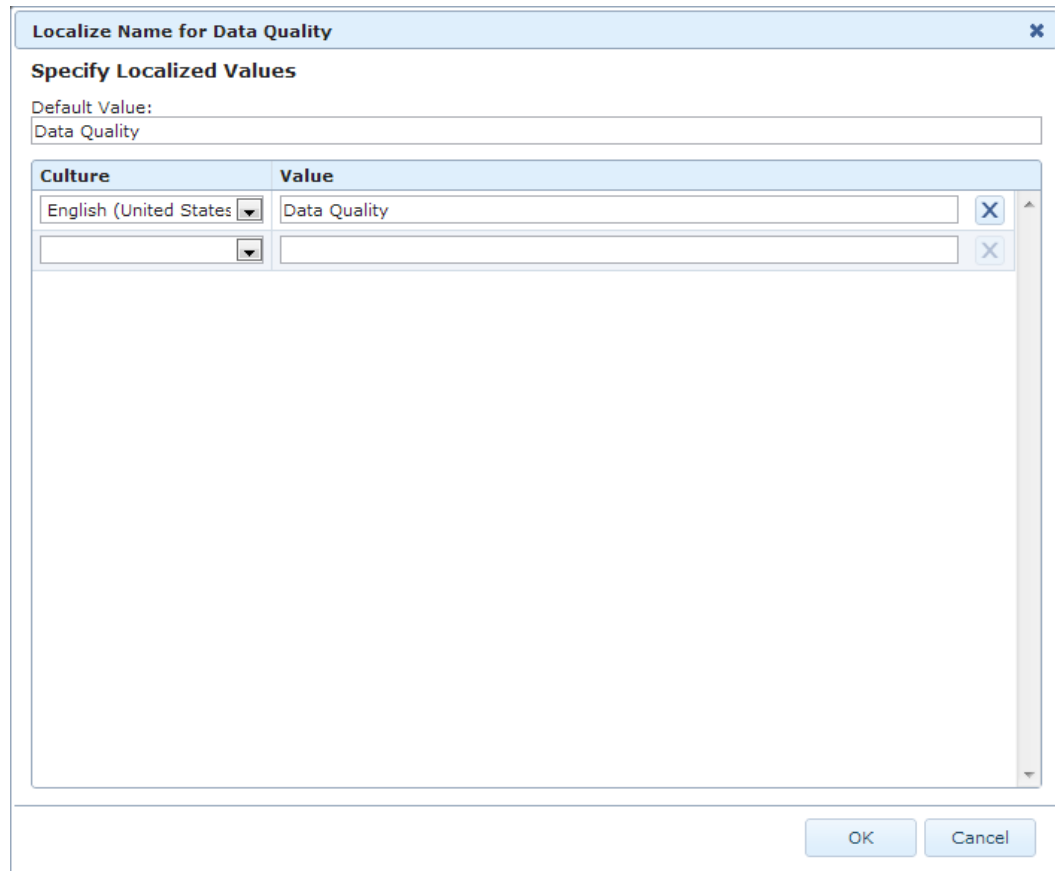 Localize Name for Data Quality
Specify Localized Values
Default Value:
Data Quality
Culture Value
English (United States Data Quality
OK Cancel